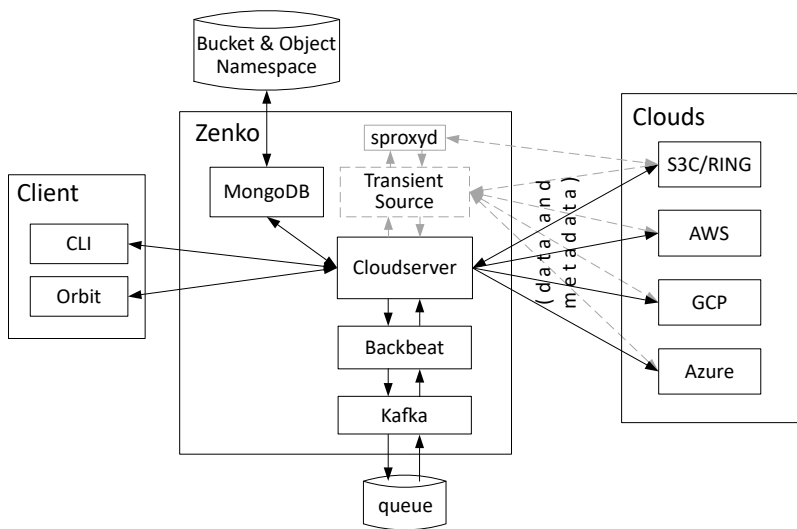 Bucket & Object
Namespace
Zenko
sproxyd
MongoDB
Transient
Source
Client
CLI
Orbit
Cloudserver
Backbeat
Kafka
queue
(data and
metadata)
Clouds
S3C/RING
AWS
GCP
Azure